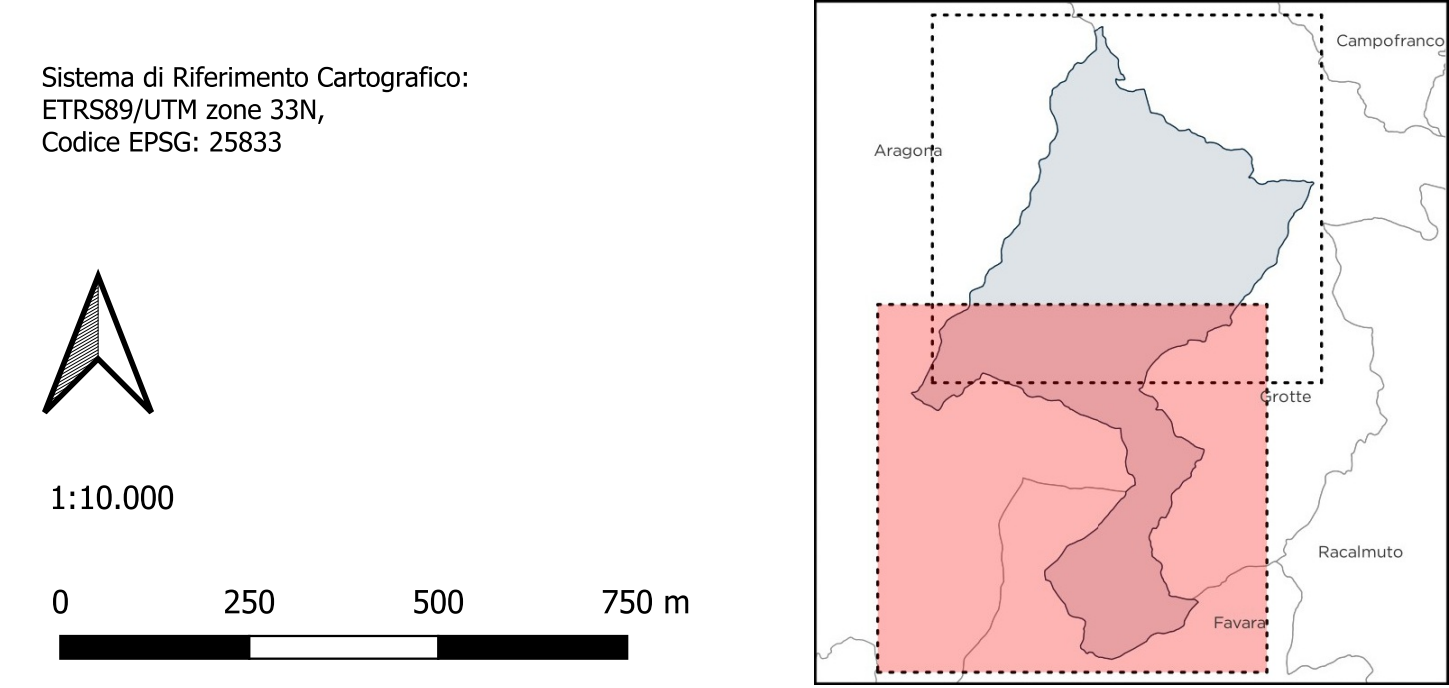 Sistema di Riferimento Cartografico:
ETRS89/UTM zone 33N,
Codice EPSG: 25833
1:10.000
0 250 500 750 m
Campofranco
Aragona
Grotte
Racalmuto
Favara